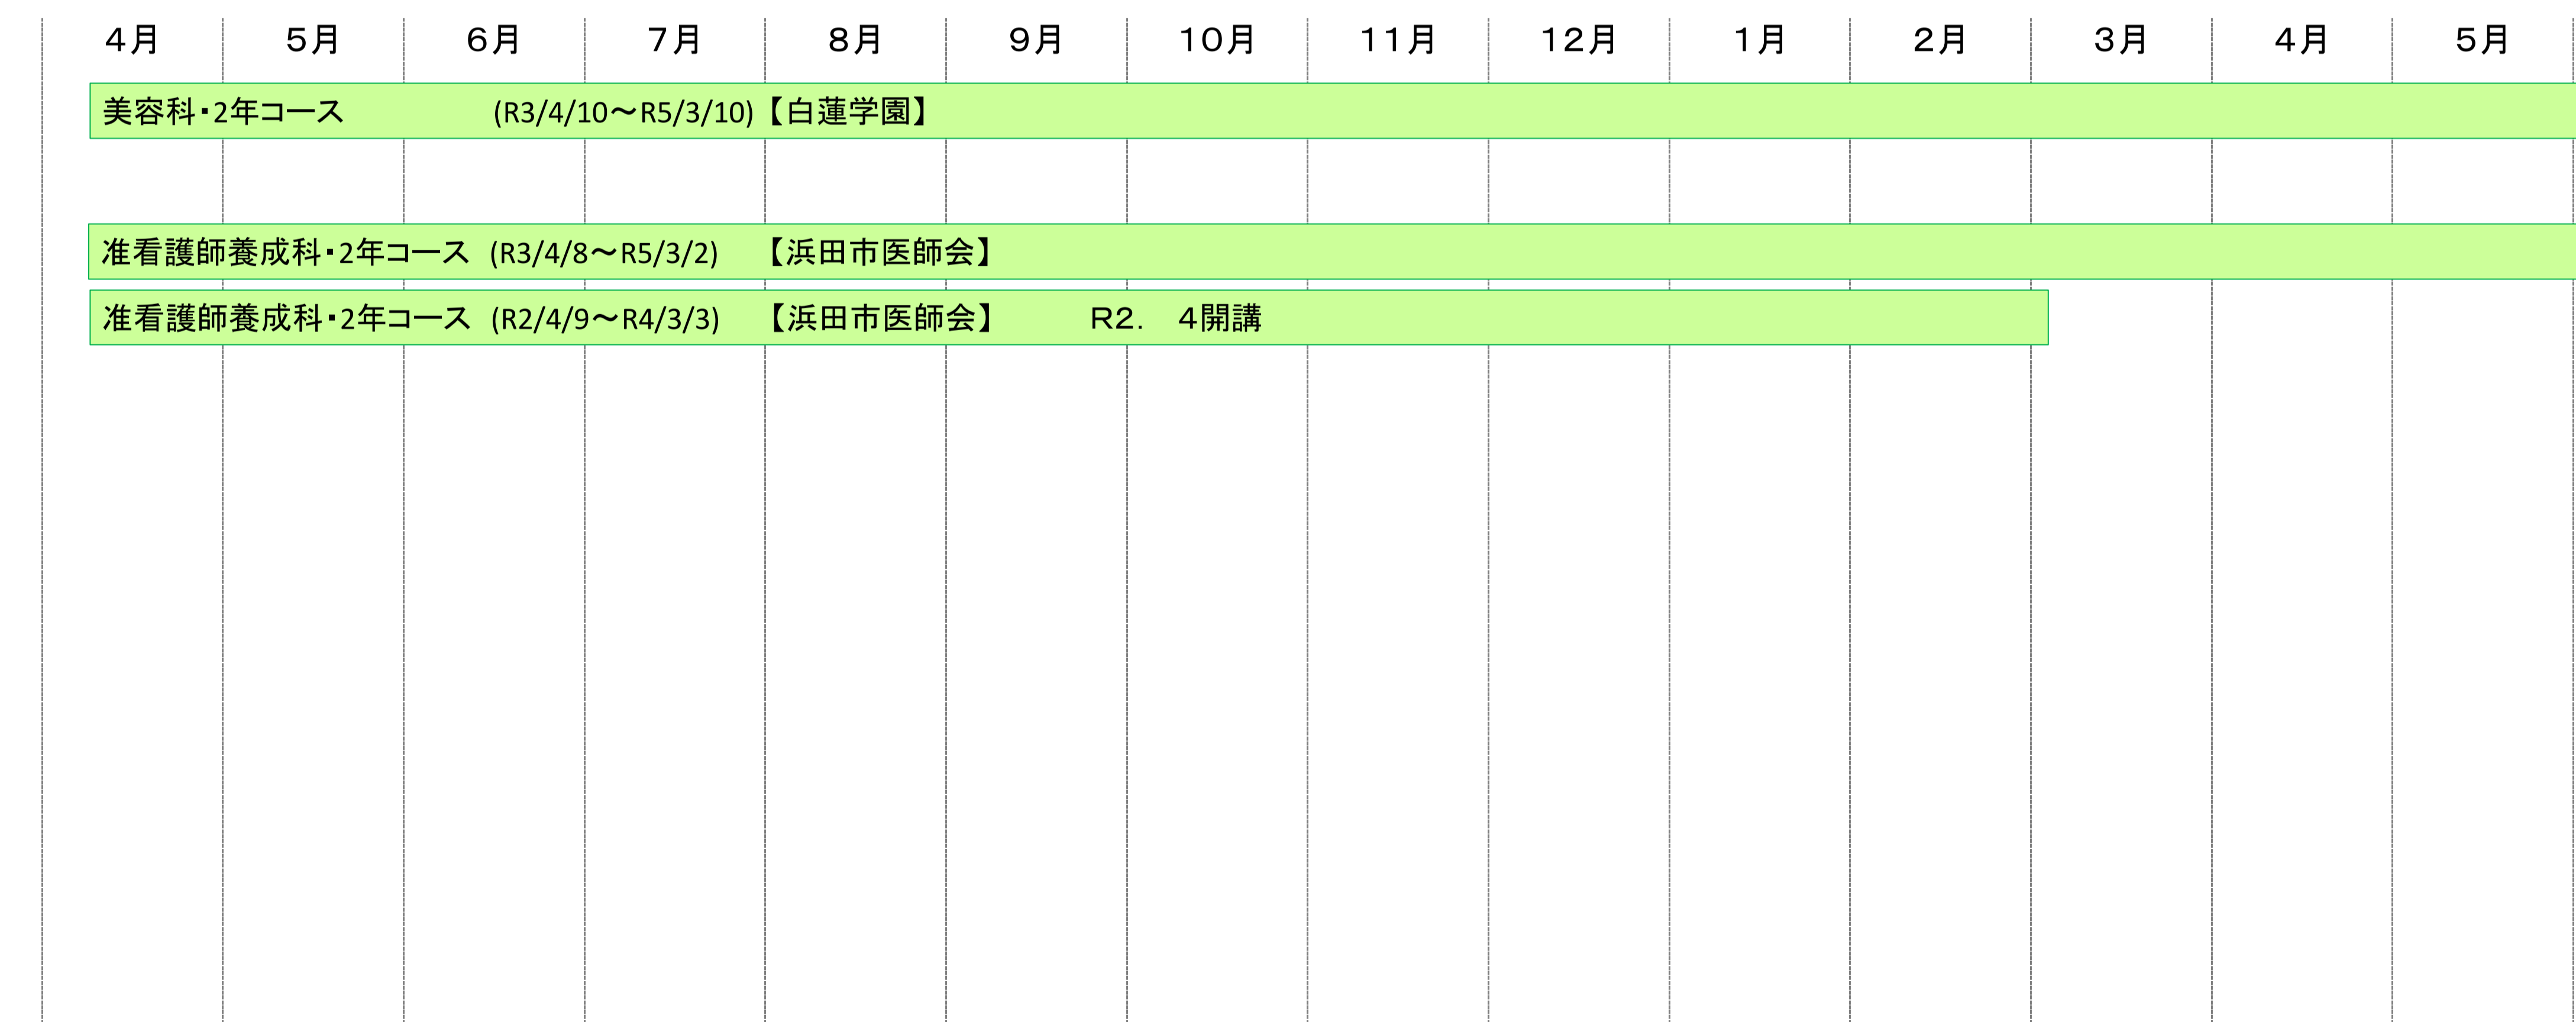 ４月 ５月 ６月 ７月 ８月 ９月 １０月 １１月 １２月 １月 ２月 ３月 ４月 ５月
美容科・2年コース (R3/4/10～R5/3/10)【白蓮学園】
准看護師養成科・2年コース (R3/4/8～R5/3/2) 【浜田市医師会】
准看護師養成科・2年コース (R2/4/9～R4/3/3) 【浜田市医師会】 Ｒ２． ４開講